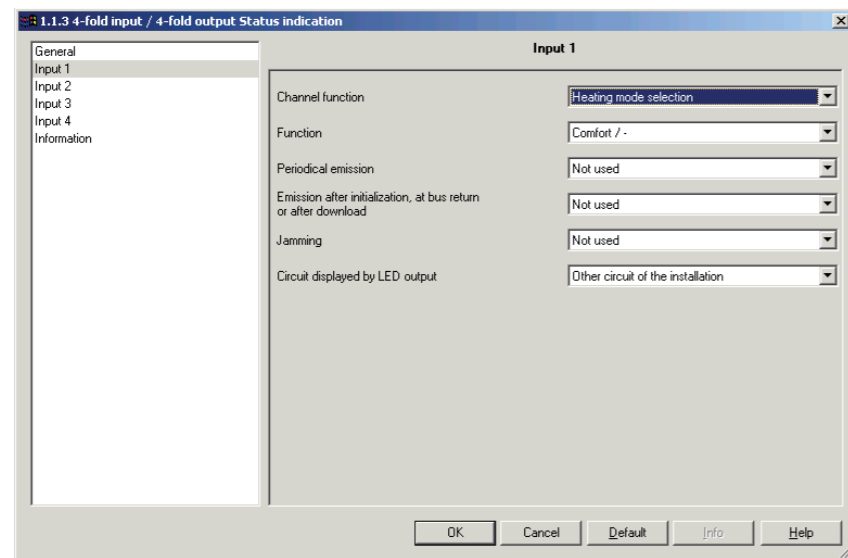 1.1.3 4-fold input / 4-fold output Status indication
General
Input 1
Input 2
Input 3
Input 4
Information
Input 1
Channel function
Heating mode selection
Function
Comfort / -
Periodical emission
Not used
Emission after initialization, at bus return
or after download
Not used
Jamming
Not used
Circuit displayed by LED output
Other circuit of the installation
OK
Cancel
Default
Info
Help